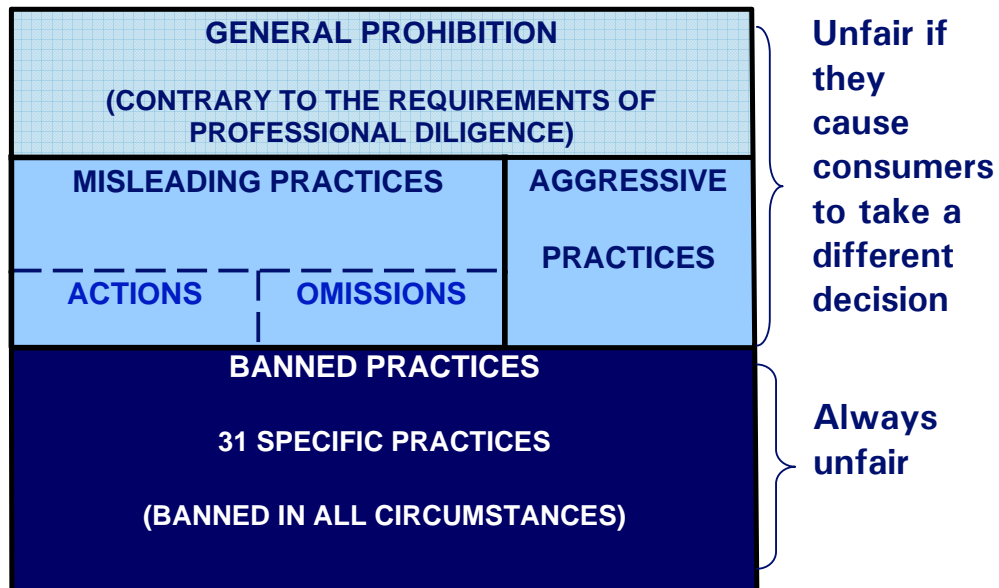 GENERAL PROHIBITION
(CONTRARY TO THE REQUIREMENTS OF
PROFESSIONAL DILIGENCE)
MISLEADING PRACTICES
ACTIONS
OMISSIONS
AGGRESSIVE
PRACTICES
Unfair if
they
cause
consumers
to take a
different
decision
BANNED PRACTICES
31 SPECIFIC PRACTICES
(BANNED IN ALL CIRCUMSTANCES)
Always
unfair